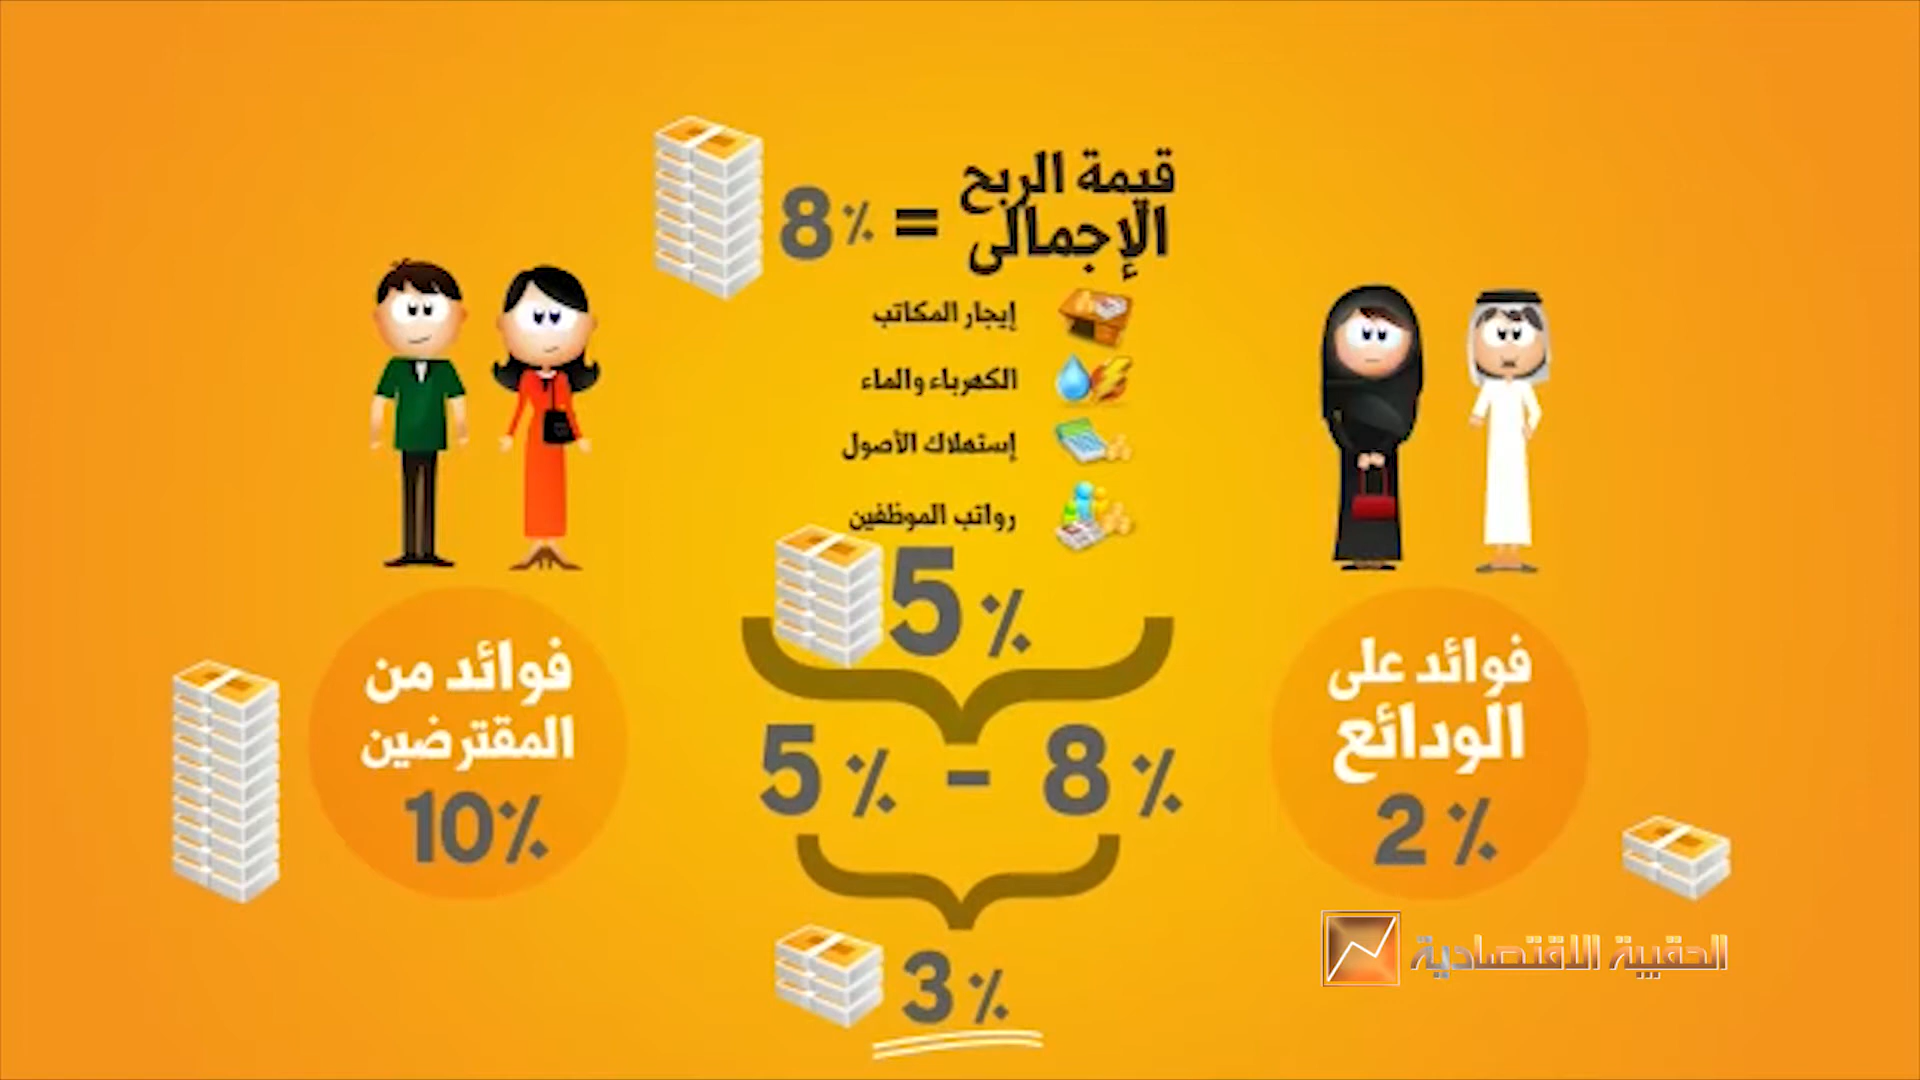 قيمة الربح
الإجمالى
= 8%
إيجار المكاتب
الكهرباء والماء
إستهلاك الأصول
رواتب الموظفين
5%
فوائد على
الودائع
2%
8% - 5%
فوائد من
المقترضين
10%
3%
الحقيبة الاقتصادية